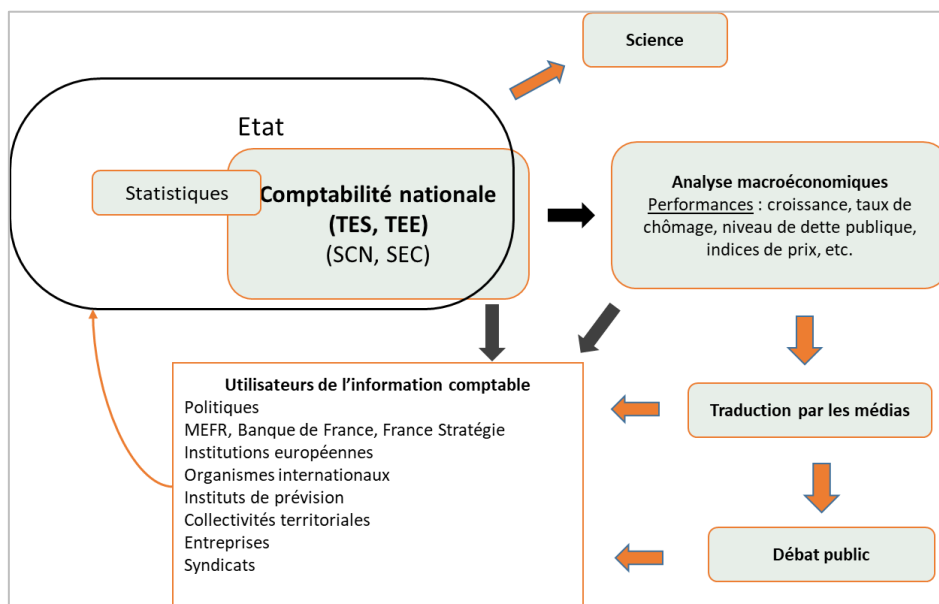 Science
Etat
Statistiques
Comptabilité nationale
(TES, TEE)
(SCN, SEC)
Analyse macroéconomiques
Performances : croissance, taux de
chômage, niveau de dette publique,
indices de prix, etc.
Utilisateurs de l’information comptable
Politiques
MEFR, Banque de France, France Stratégie
Institutions européennes
Organismes internationaux
Instituts de prévision
Collectivités territoriales
Entreprises
Syndicats
Traduction par les médias
Débat public